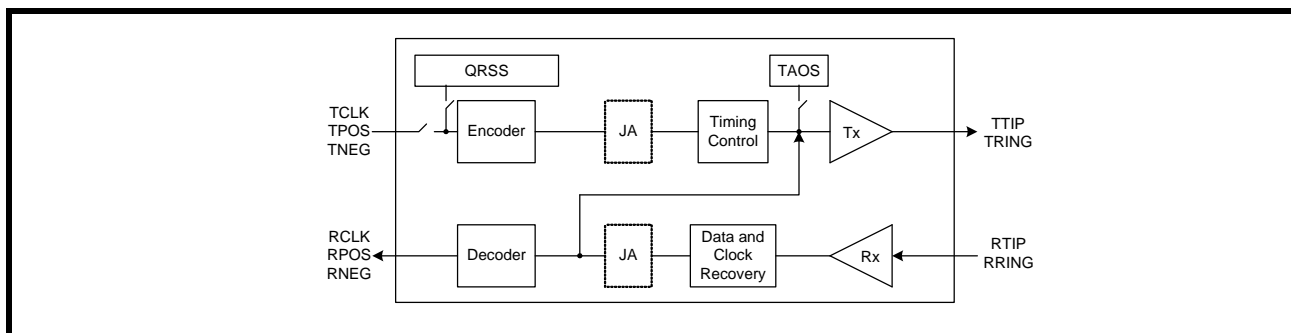 QRSS
TAOS
TCLK
TPOS
TNEG
Encoder
JA
Timing
Control
Tx
TTIP
TRING
RCLK
RPOS
RNEG
Decoder
JA
Data and
Clock
Recovery
Rx
RTIP
RRING